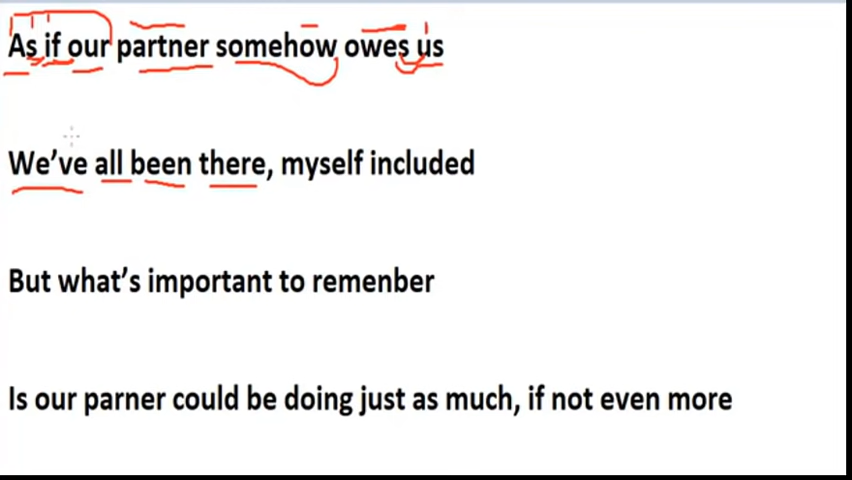 As if our partner somehow owes us
We've all been there, myself included
But what's important to remenber
Is our parner could be doing just as much, if not even more